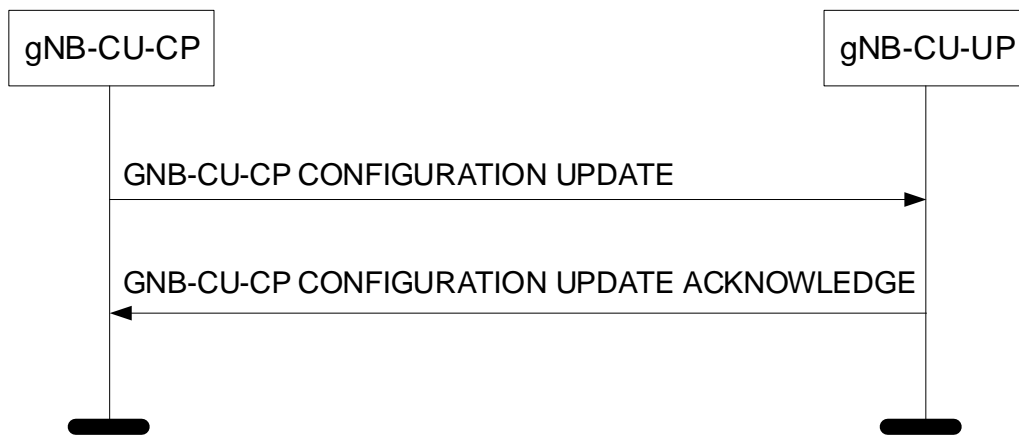 gNB-CU-CP
gNB-CU-UP
GNB-CU-CP CONFIGURATION UPDATE
GNB-CU-CP CONFIGURATION UPDATE ACKNOWLEDGE